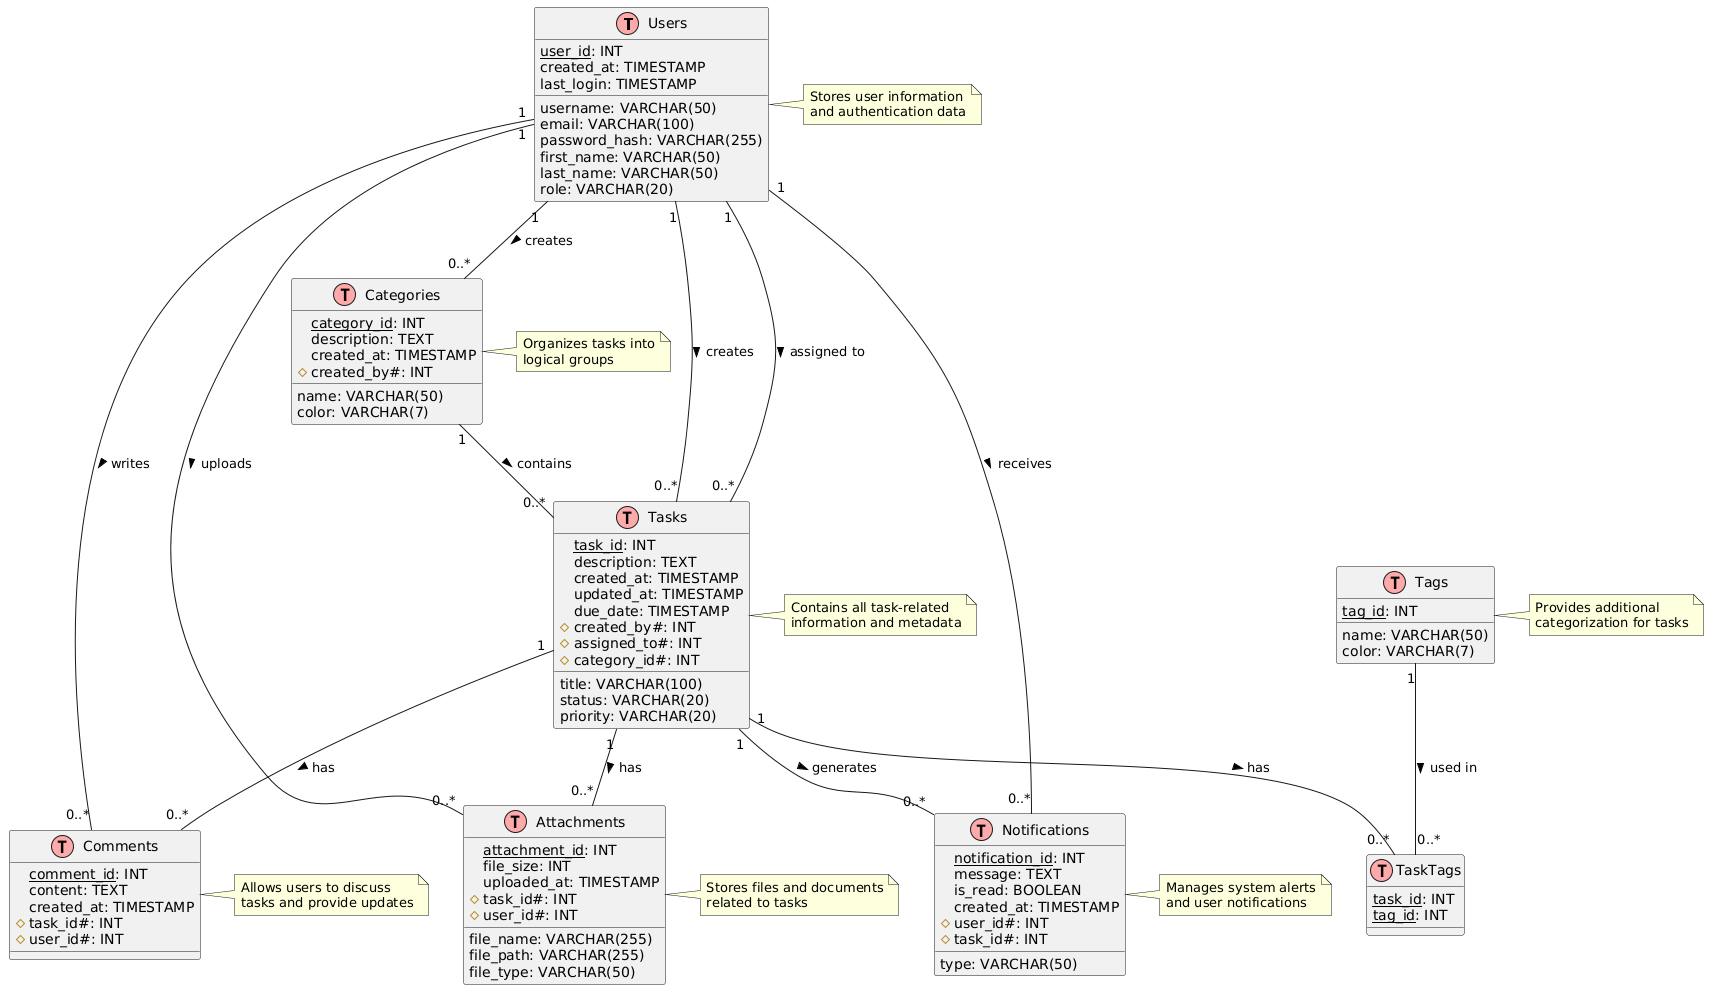 T Users
user_id: INT
created_at: TIMESTAMP
last_login: TIMESTAMP
username: VARCHAR(50)
email: VARCHAR(100)
password_hash: VARCHAR(255)
first_name: VARCHAR(50)
last_name: VARCHAR(50)
role: VARCHAR(20)
Stores user information
and authentication data
1
1
1
1
1
1
creates
0..*
T Categories
category_id: INT
description: TEXT
created_at: TIMESTAMP
created_by#: INT
name: VARCHAR(50)
color: VARCHAR(7)
Organizes tasks into
logical groups
creates
assigned to
1
writes
uploads
contains
receives
0..*
0..*
0..*
T Tasks
task_id: INT
description: TEXT
created_at: TIMESTAMP
updated_at: TIMESTAMP
due_date: TIMESTAMP
created_by#: INT
assigned_to#: INT
category_id#: INT
title: VARCHAR(100)
status: VARCHAR(20)
priority: VARCHAR(20)
Contains all task-related
information and metadata
T Tags
tag_id: INT
name: VARCHAR(50)
color: VARCHAR(7)
Provides additional
categorization for tasks
1
1
1
1
1
has
has
generates
has
used in
0..*
0..*
0..*
0..*
0..*
0..*
0..*
0..*
T Comments
comment_id: INT
content: TEXT
created_at: TIMESTAMP
task_id#: INT
user_id#: INT
Allows users to discuss
tasks and provide updates
T Attachments
attachment_id: INT
file_size: INT
uploaded_at: TIMESTAMP
task_id#: INT
user_id#: INT
file_name: VARCHAR(255)
file_path: VARCHAR(255)
file_type: VARCHAR(50)
Stores files and documents
related to tasks
T Notifications
notification_id: INT
message: TEXT
is_read: BOOLEAN
created_at: TIMESTAMP
user_id#: INT
task_id#: INT
type: VARCHAR(50)
Manages system alerts
and user notifications
T TaskTags
task_id: INT
tag_id: INT